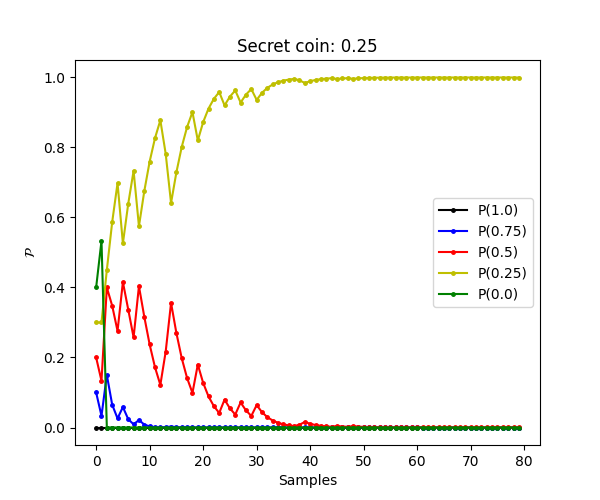 Secret coin: 0.25
1.0
0.8
0.6
0.4
0.2
0.0
𝒫
P(1.0)
P(0.75)
P(0.5)
P(0.25)
P(0.0)
0 10 20 30 40 50 60 70 80
Samples